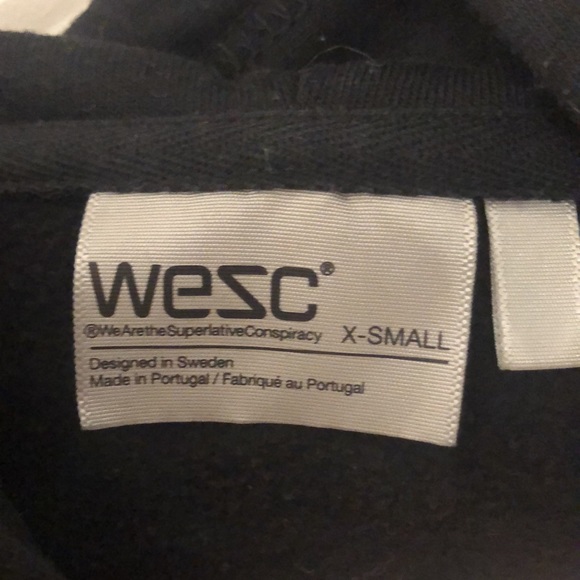 wesc®
®WeAretheSuperlativeConspiracy X-SMALL
Designed in Sweden
Made in Portugal / Fabriqué au Portugal